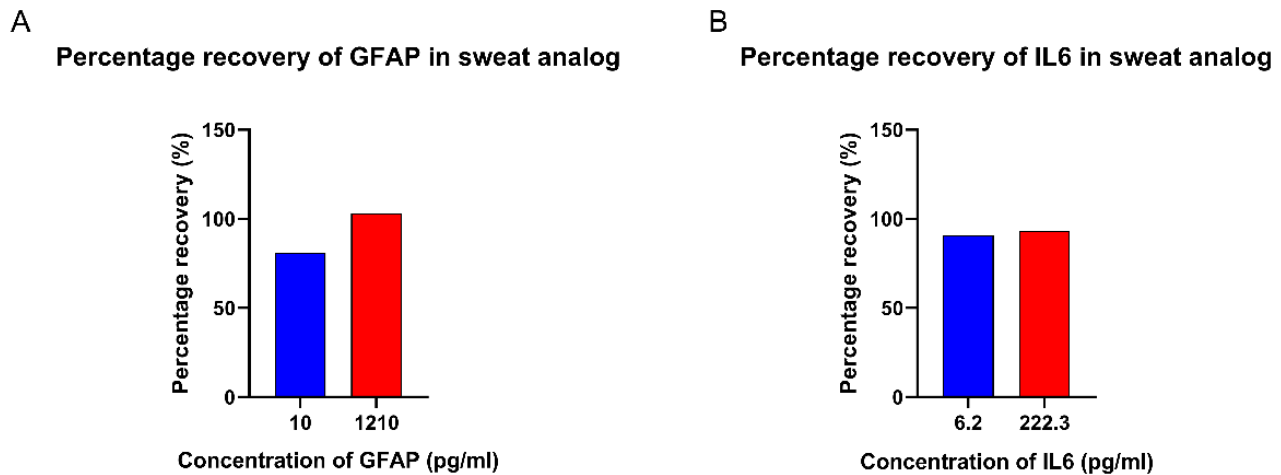 A
Percentage recovery of GFAP in sweat analog
Percentage recovery (%)
150
100
50
0
10
1210
Concentration of GFAP (pg/ml)
B
Percentage recovery of IL6 in sweat analog
Percentage recovery (%)
150
100
50
0
6.2
222.3
Concentration of IL6 (pg/ml)